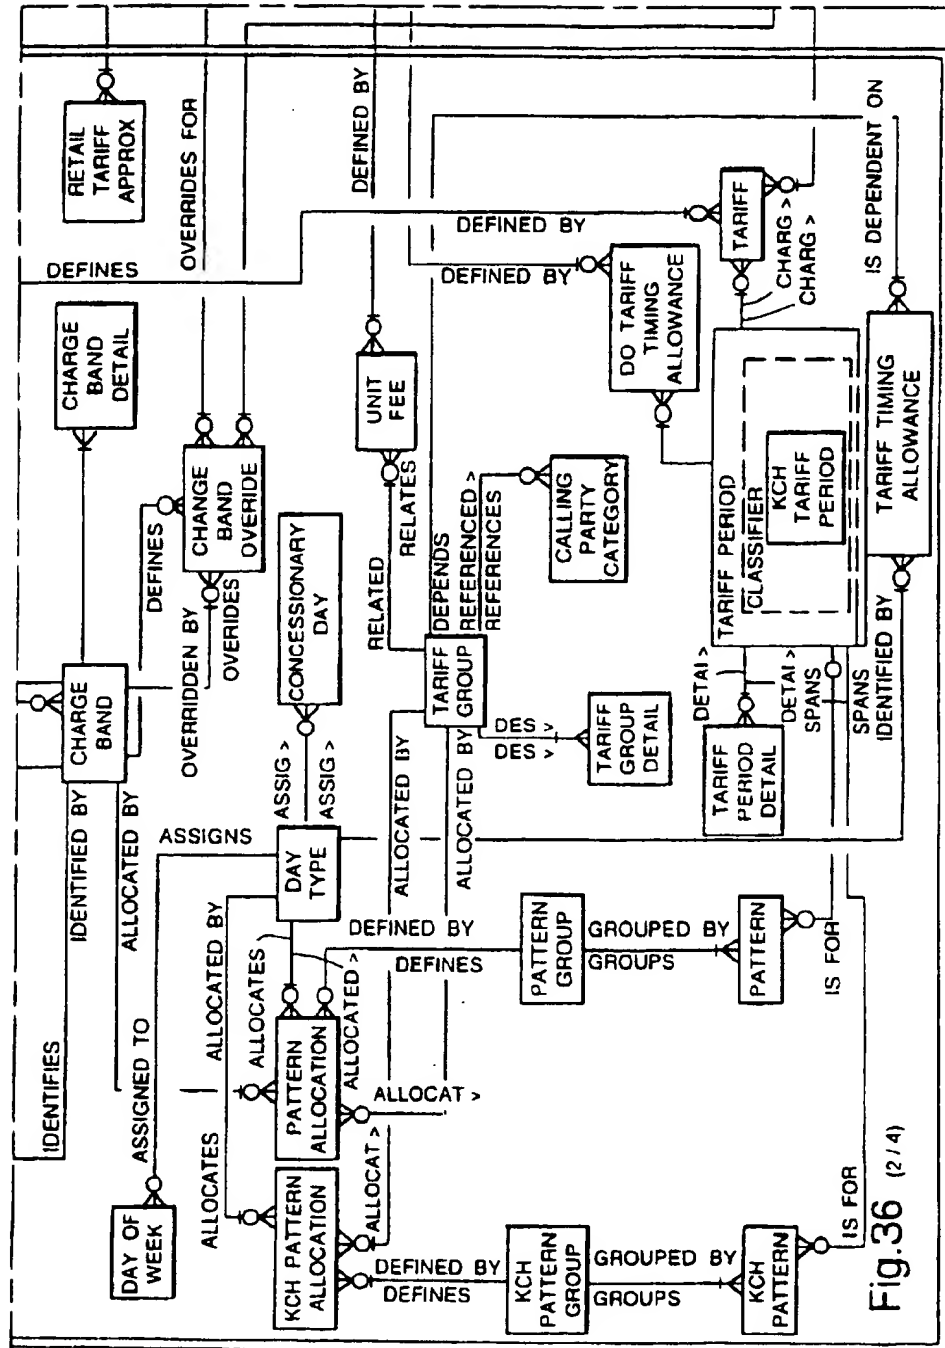 RETAIL
TARIFF
APPROX
OVERRIDES FOR
DEFINED BY
IS DEPENDENT ON
DEFINES
DEFINED BY
TARIFF
CHARG >
CHARG >
CHARGE
BAND
DETAIL
DEFINED BY
DO TARIFF
TIMING
ALLOWANCE
UNIT
FEE
CHANGE
BAND
OVERRIDE
DEFINES
OVERRIDDEN BY
OVERRIDES
CONCESSIONARY
DAY
RELATED
RELATES
DEPENDS
REFERENCED >
REFERENCES
CALLING
PARTY
CATEGORY
TARIFF PERIOD
CLASSIFIER
KCH
TARIFF
PERIOD
TARIFF TIMING
ALLOWANCE
CHARGE
BAND
TARIFF
GROUP
IDENTIFIED BY
ALLOCATED BY
ASSIGNS
ASSIG >
ASSIG >
ALLOCATED BY
ALLOCATED BY
DES >
DES >
TARIFF
GROUP
DETAIL
DETAI >
DETAI >
SPANS
SPANS
IDENTIFIED BY
TARIFF
PERIOD
DETAIL
DAY
TYPE
ALLOCATED BY
ALLOCATES
ALLOCATED >
DEFINED BY
DEFINES
PATTERN
GROUP
GROUPED BY
GROUPS
PATTERN
IS FOR
IDENTIFIES
ASSIGNED TO
ALLOCATES
PATTERN
ALLOCATION
ALLOCAT >
ALLOCAT >
DAY OF
WEEK
KCH PATTERN
ALLOCATION
DEFINED BY
DEFINES
KCH
PATTERN
GROUP
GROUPED BY
GROUPS
KCH
PATTERN
IS FOR
Fig.36 (2/4)